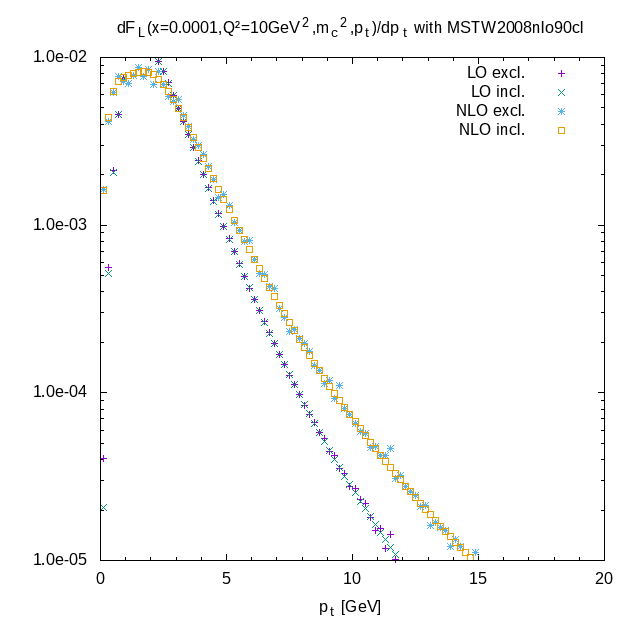 dF_L(x=0.0001,Q²=10GeV²,m_c²,p_t)/dp_t with MSTW2008nlo90cl
1.0e-02
LO excl.
LO incl.
NLO excl.
NLO incl.
1.0e-03
1.0e-04
1.0e-05
0 5 10 15 20
p_t [GeV]